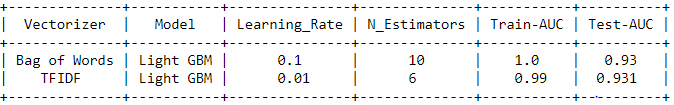 +--------------+-----------+---------------+--------------+-----------+----------+
|  Vectorizer  |   Model   | Learning_Rate | N_Estimators | Train-AUC | Test-AUC |
+--------------+-----------+---------------+--------------+-----------+----------+
| Bag of Words | Light GBM |      0.1      |      10      |    1.0    |   0.93   |
|    TFIDF     | Light GBM |      0.01     |      6       |    0.99   |  0.931   |
+--------------+-----------+---------------+--------------+-----------+----------+